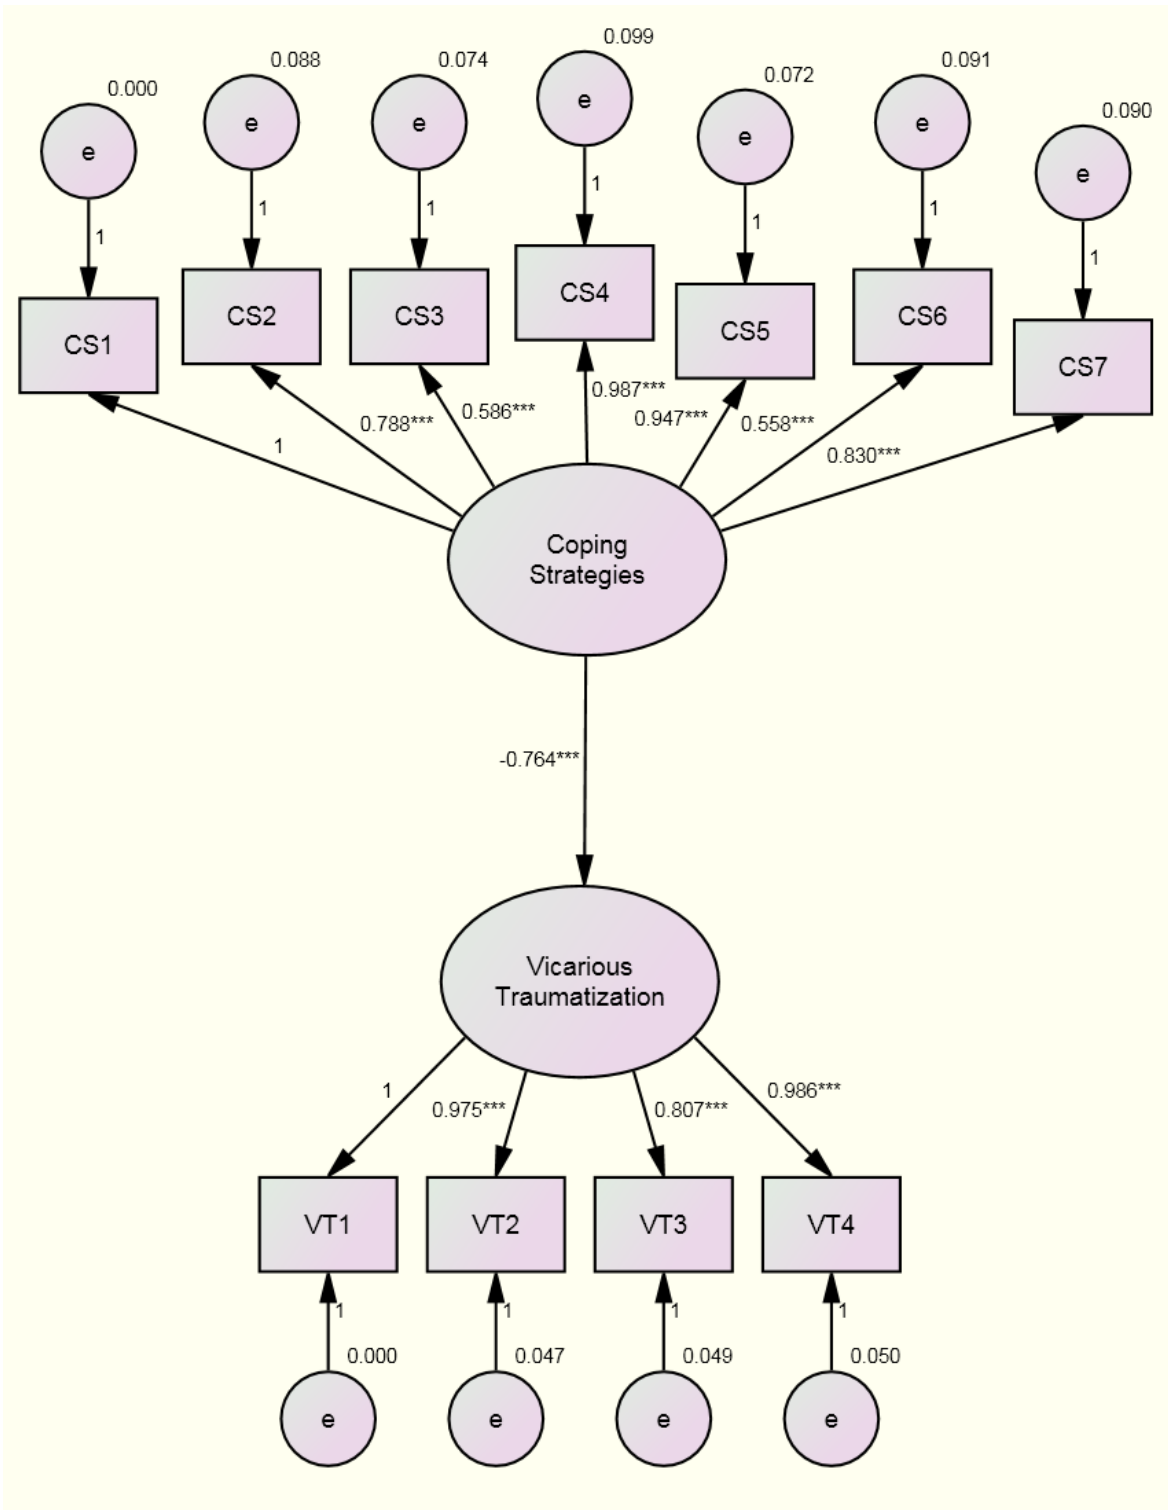 0.000
0.088
0.074
0.099
0.072
0.091
0.090
e
e
e
e
e
e
e
1
1
1
1
1
1
1
CS1
CS2
CS3
CS4
CS5
CS6
CS7
1
0.788***
0.586***
0.987***
0.947***
0.558***
0.830***
Coping
Strategies
-0.764***
Vicarious
Traumatization
1
0.975***
0.807***
0.986***
VT1
VT2
VT3
VT4
1
1
1
1
0.000
0.047
0.049
0.050
e
e
e
e